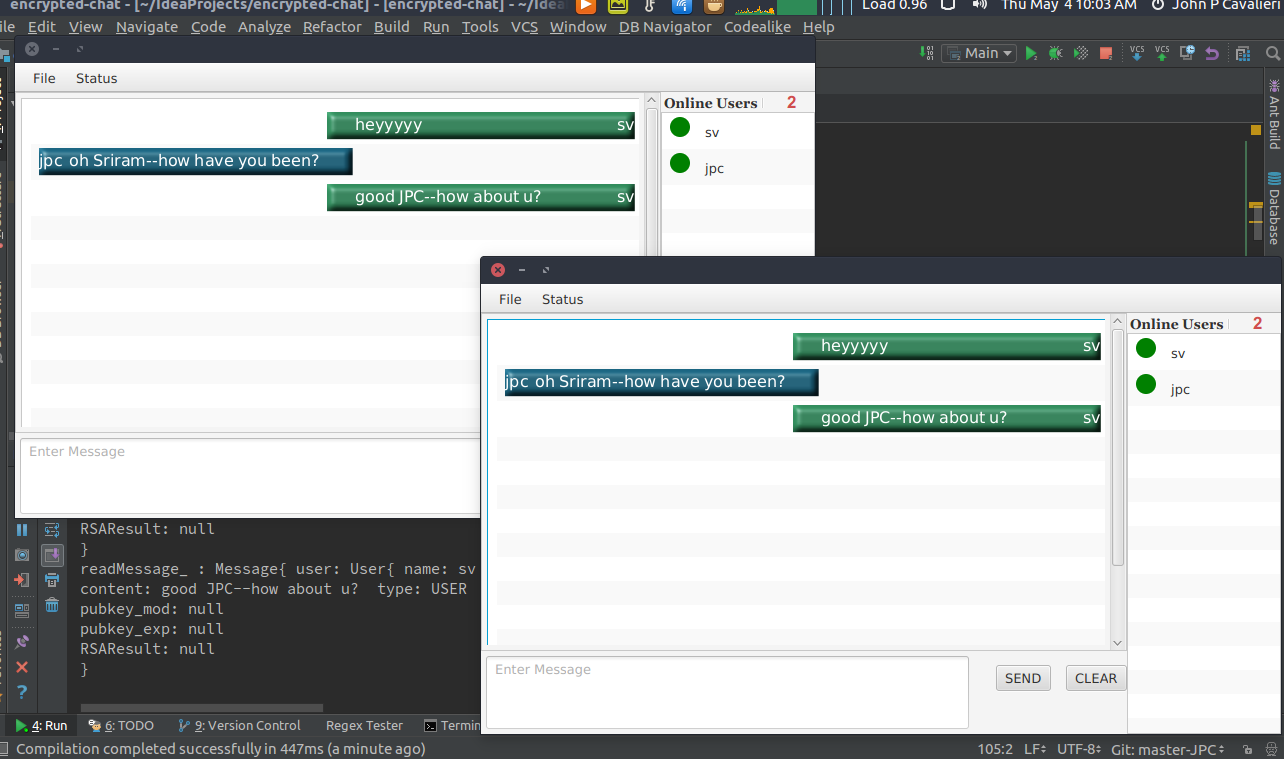 encrypted-chat - [~/IdeaProjects/encrypted-chat] - [encrypted-chat] - ~/Idea
Load 0.96 Thu May 4 10:03 AM John P Cavalieri
ile Edit View Navigate Code Analyze Refactor Build Run Tools VCS Window DB Navigator Codealike Help
Main
VCS VCS
File Status
Online Users 2
heyyyyy sv
sv
jpc oh Sriram--how have you been?
jpc
good JPC--how about u? sv
Enter Message
Ant Build
Database
File Status
Online Users 2
heyyyyy sv
sv
jpc oh Sriram--how have you been?
jpc
good JPC--how about u? sv
Enter Message
SEND CLEAR
RSAResult: null
}
readMessage_ : Message{ user: User{ name: sv
content: good JPC--how about u?  type: USER
pubkey_mod: null
pubkey_exp: null
RSAResult: null
}
4: Run 6: TODO 9: Version Control Regex Tester Termin
Compilation completed successfully in 447ms (a minute ago) 105:2 LF UTF-8 Git: master-JPC